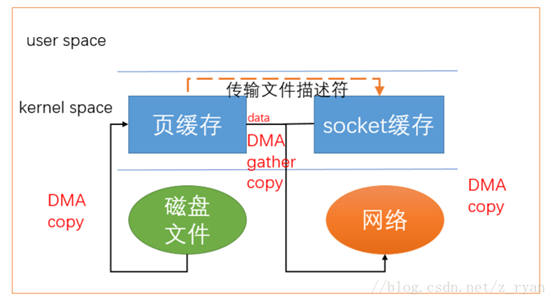 user space
传输文件描述符
kernel space
页缓存
data
socket缓存
DMA
gather
copy
DMA
copy
磁盘
文件
网络
DMA
copy
//blog.csdn.net/z_ryan